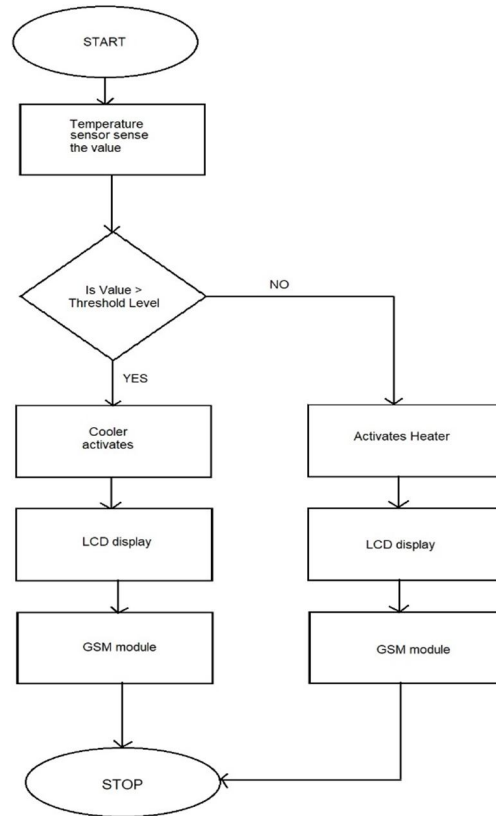 START
Temperature
sensor sense
the value
Is Value >
Threshold Level
NO
YES
Cooler
activates
Activates Heater
LCD display
LCD display
GSM module
GSM module
STOP